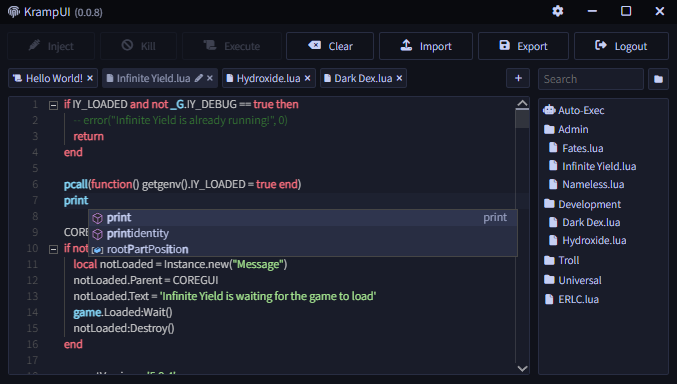 KrampUI (0.0.8)
Inject Kill Execute Clear Import Export Logout
Hello World! × Infinite Yield.lua × Hydroxide.lua × Dark Dex.lua × +
Search
1 if IY_LOADED and not _G.IY_DEBUG == true then
2 -- error("Infinite Yield is already running!", 0)
3 return
4 end
5
6 pcall(function() getgenv().IY_LOADED = true end)
7 print
8 print print
printidentity
9 CORE
rootPartPosition
10 if not
11 local notLoaded = Instance.new("Message")
12 notLoaded.Parent = COREGUI
13 notLoaded.Text = 'Infinite Yield is waiting for the game to load'
14 game.Loaded:Wait()
15 notLoaded:Destroy()
16 end
17
Auto-Exec
Admin
Fates.lua
Infinite Yield.lua
Nameless.lua
Development
Dark Dex.lua
Hydroxide.lua
Troll
Universal
ERLC.lua